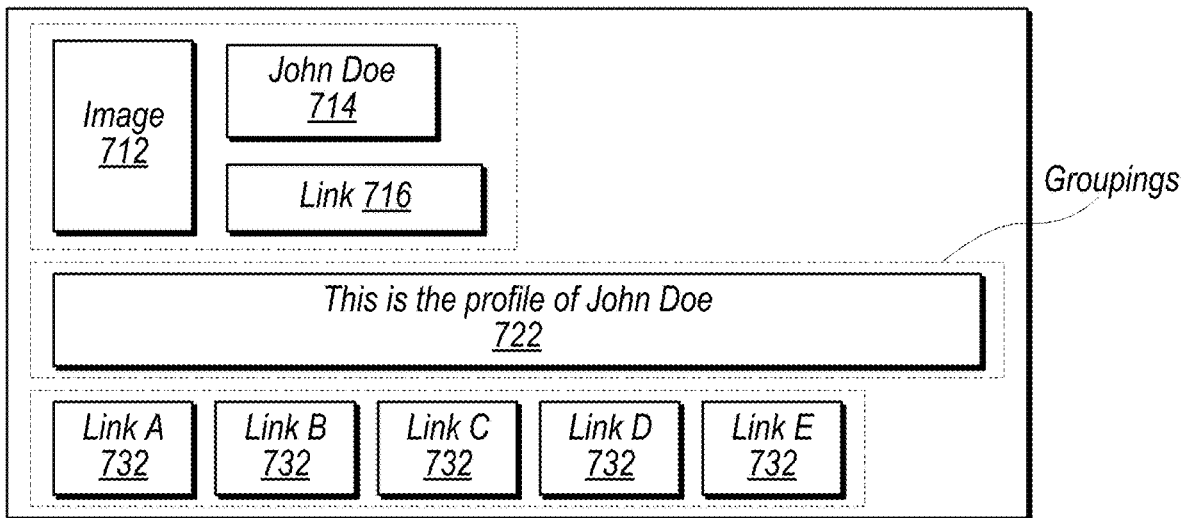 Image
712
John Doe
714
Link 716
Groupings
This is the profile of John Doe
722
Link A
732
Link B
732
Link C
732
Link D
732
Link E
732